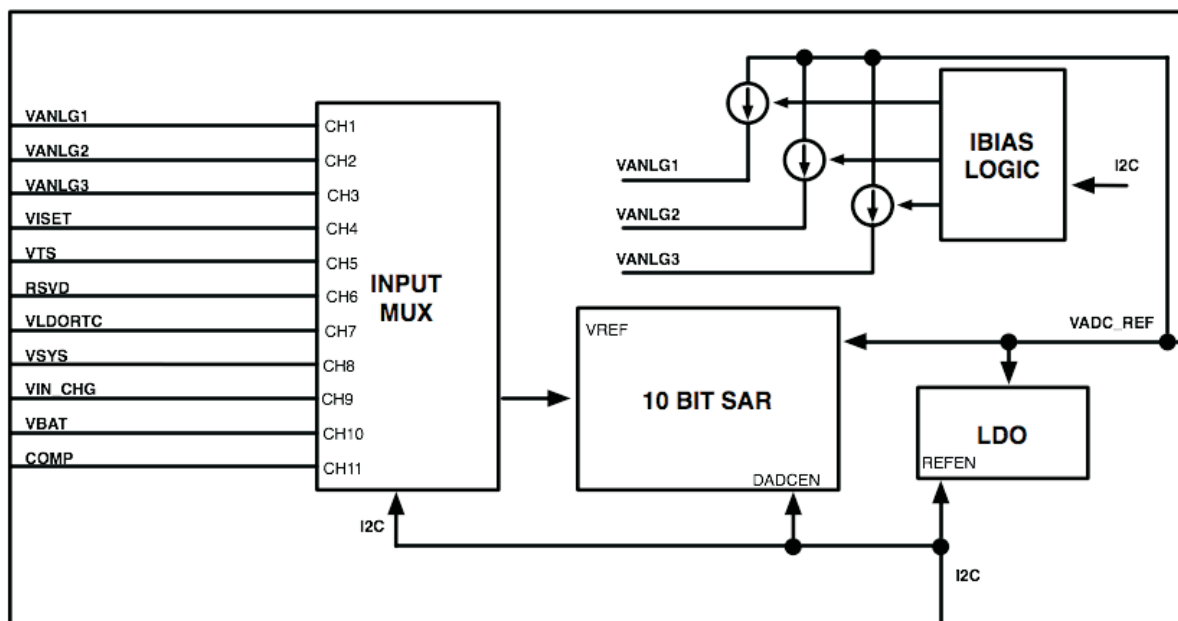 VANLG1
VANLG2
VANLG3
VISET
VTS
RSVD
VLDORTC
VSYS
VIN_CHG
VBAT
COMP
CH1
CH2
CH3
CH4
CH5
CH6
CH7
CH8
CH9
CH10
CH11
INPUT
MUX
I2C
VANLG1
VANLG2
VANLG3
IBIAS
LOGIC
I2C
VREF
10 BIT SAR
DADCEN
VADC_REF
LDO
REFEN
I2C